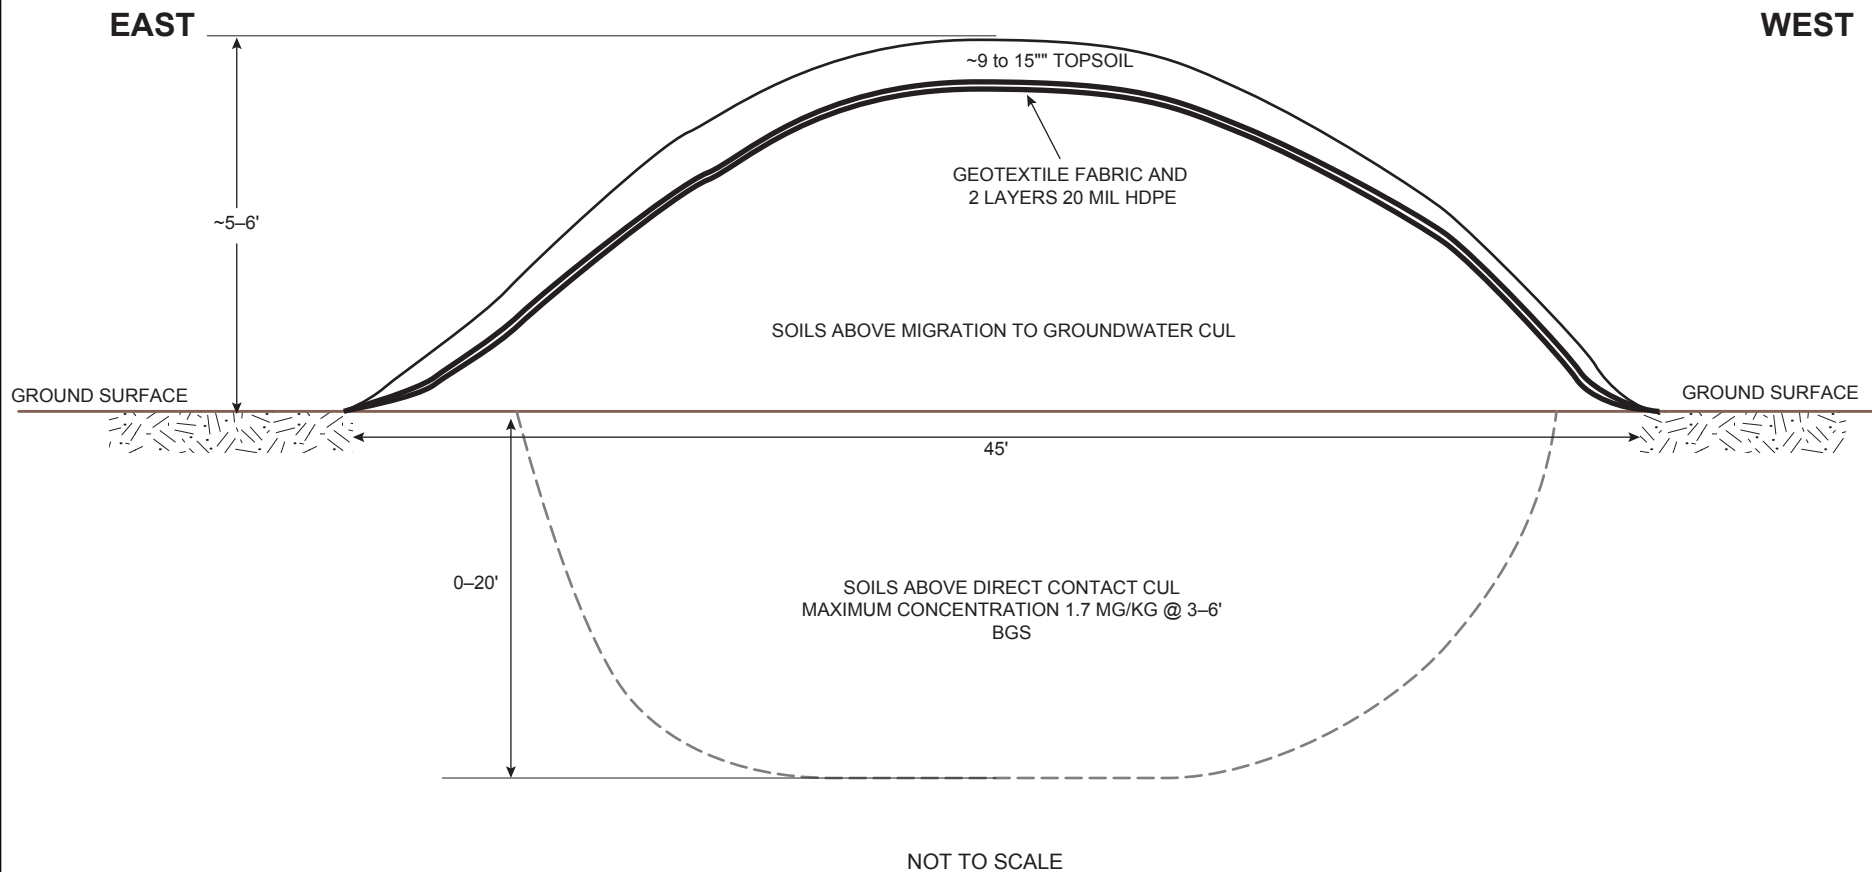 EAST
WEST
~9 to 15"" TOPSOIL
GEOTEXTILE FABRIC AND
2 LAYERS 20 MIL HDPE
~5–6'
SOILS ABOVE MIGRATION TO GROUNDWATER CUL
GROUND SURFACE
GROUND SURFACE
45'
0–20'
SOILS ABOVE DIRECT CONTACT CUL
MAXIMUM CONCENTRATION 1.7 MG/KG @ 3–6'
BGS
NOT TO SCALE